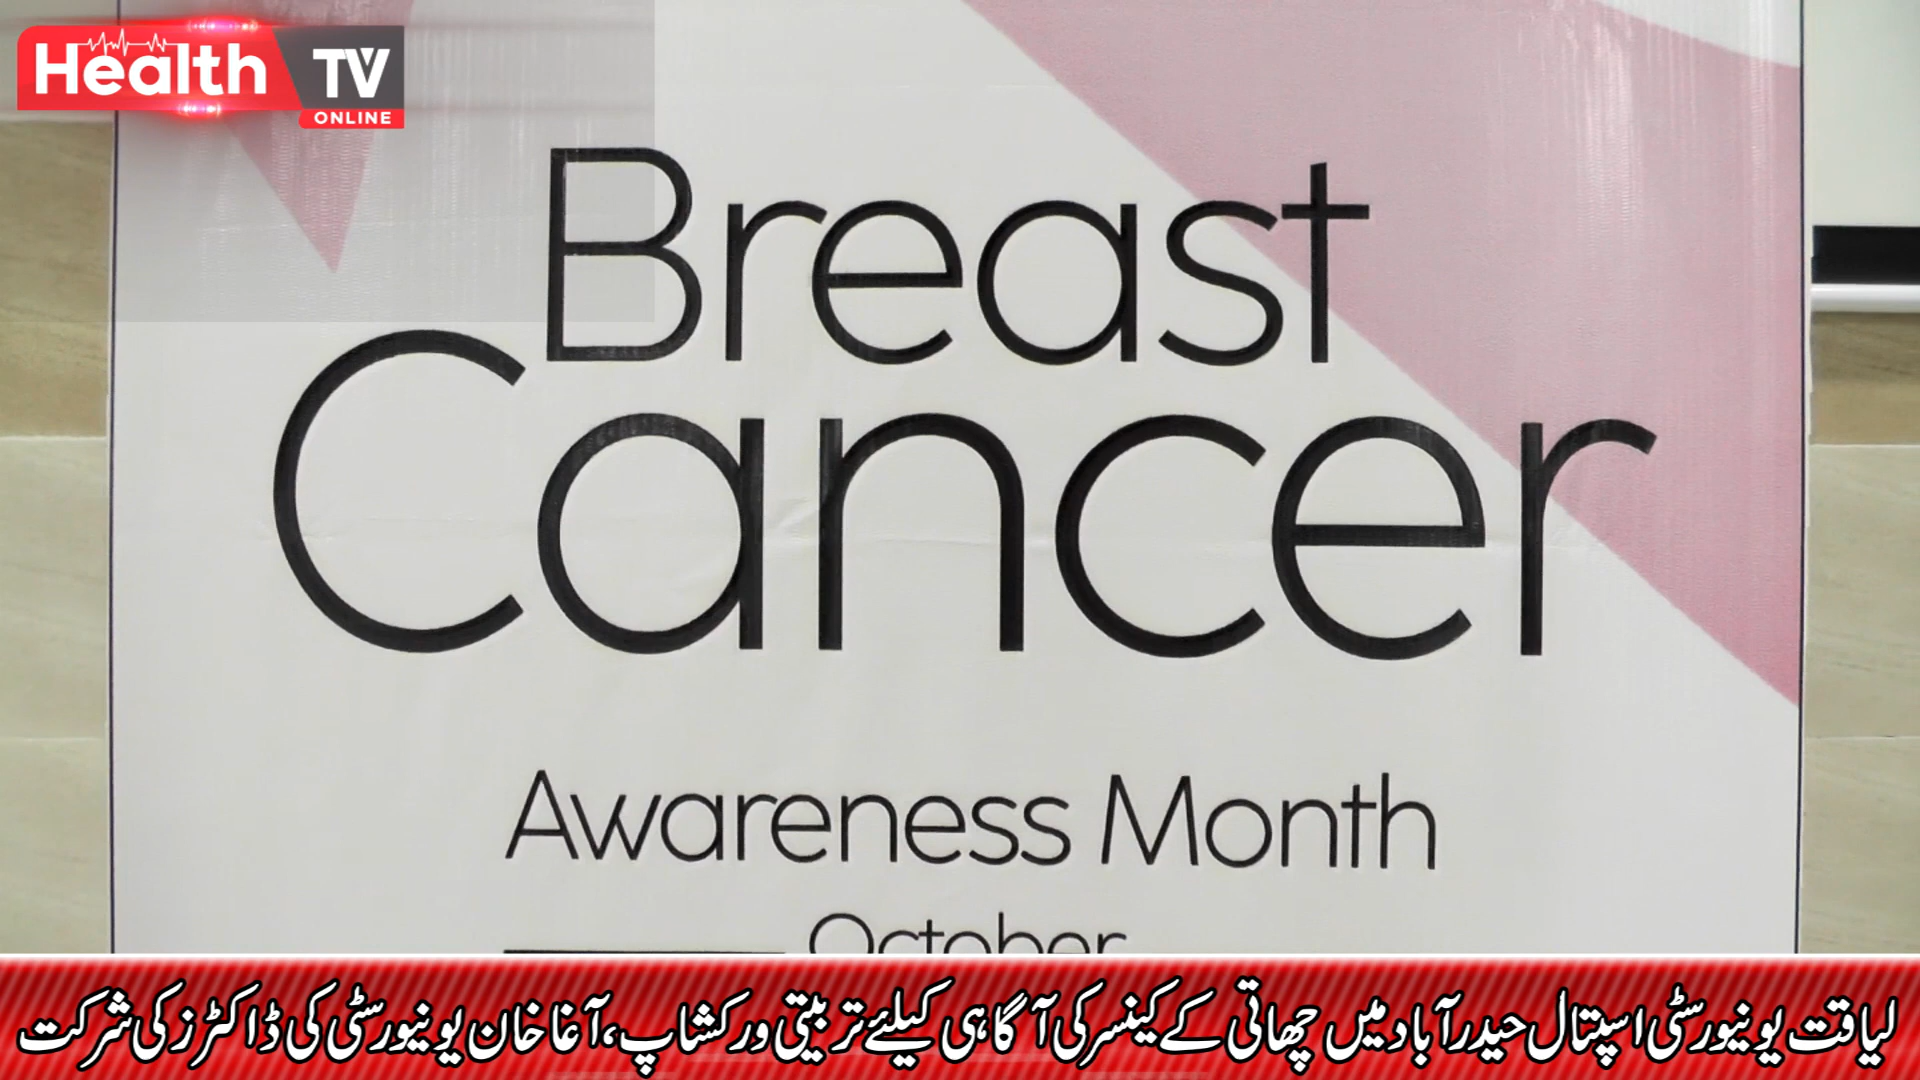 Health TV
ONLINE
Breast
Cancer
Awareness Month
October
لیاقت یونیورسٹی اسپتال حیدرآباد میں چھاتی کے کینسر کی آگاہی کیلئے تربیتی ورکشاپ، آغا خان یونیورسٹی کی ڈاکٹرز کی شرکت